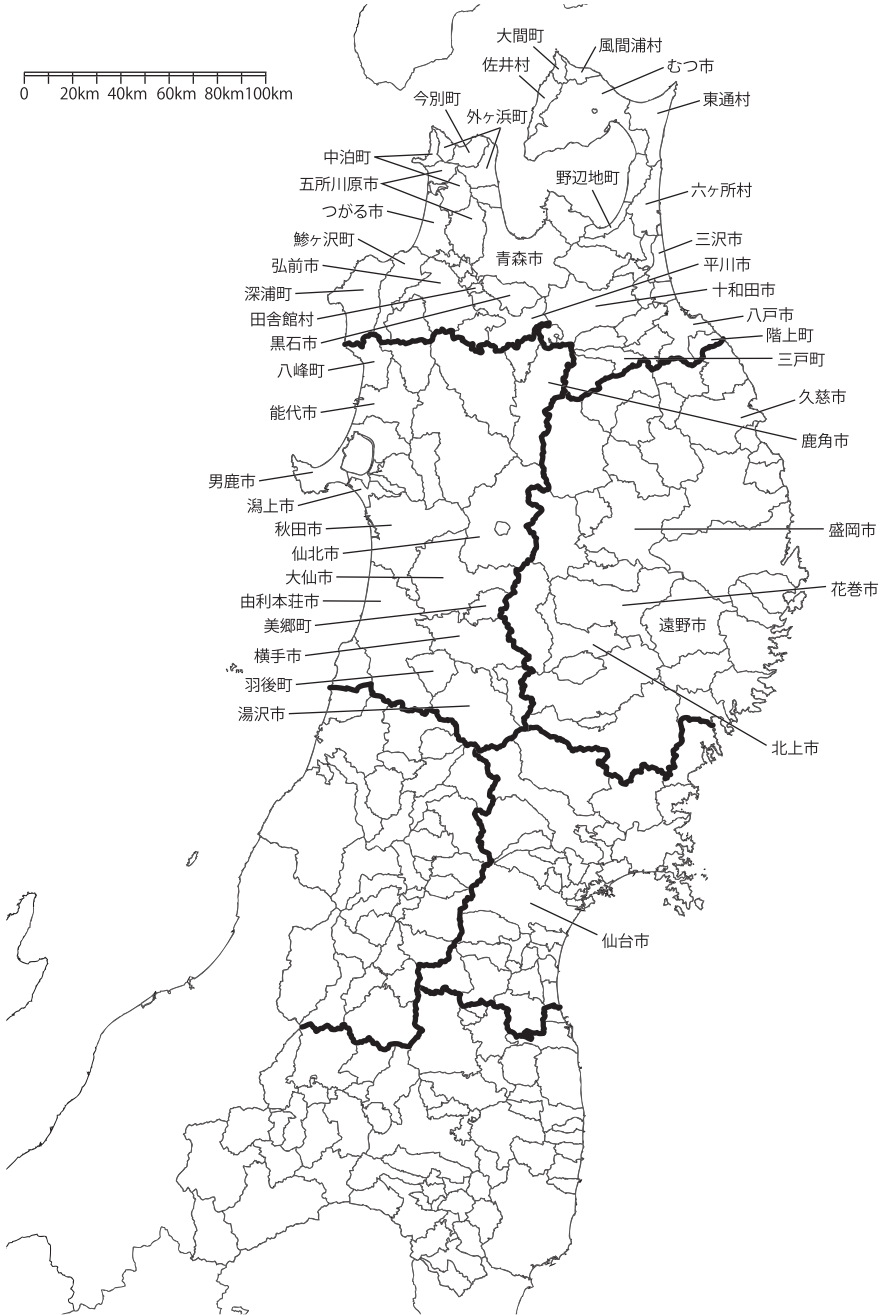 大間町
風間浦村
佐井村
むつ市
0 20km 40km 60km 80km 100km
今別町
東通村
外ヶ浜町
中泊町
五所川原市
野辺地町
六ヶ所村
つがる市
鰺ヶ沢町
三沢市
青森市
弘前市
平川市
深浦町
十和田市
田舎館村
八戸市
黒石市
階上町
三戸町
八峰町
久慈市
能代市
鹿角市
男鹿市
潟上市
秋田市
盛岡市
仙北市
大仙市
花巻市
由利本荘市
美郷町
遠野市
横手市
羽後町
湯沢市
北上市
仙台市